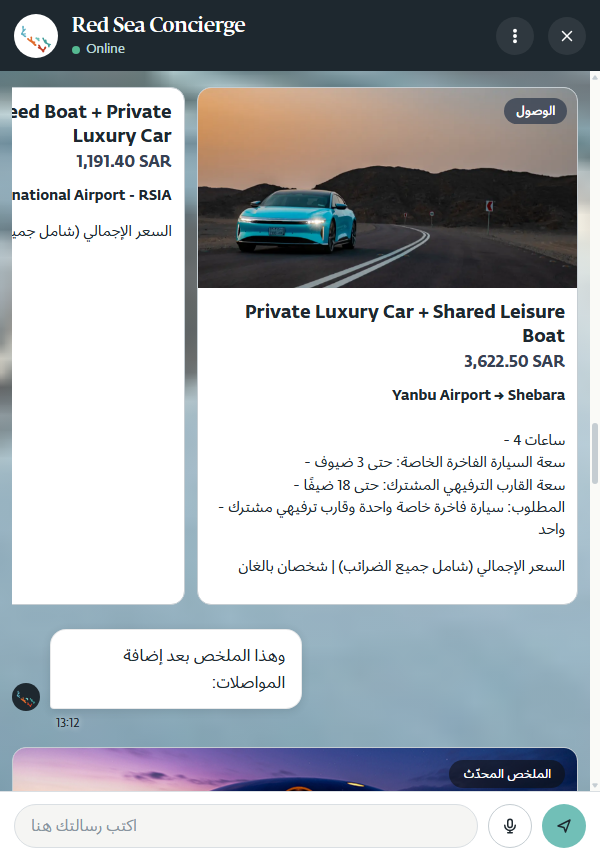 Red Sea Concierge
Online
الوصول
Private Luxury Car + Shared Leisure
Boat
3,622.50 SAR
Yanbu Airport → Shebara
ساعات 4 -
سعة السيارة الفاخرة الخاصة: حتى 3 ضيوف -
سعة القارب الترفيهي المشترك: حتى 18 ضيفًا -
المطلوب: سيارة فاخرة خاصة واحدة وقارب ترفيهي مشترك -
واحد
السعر الإجمالي (شامل جميع الضرائب) | شخصان بالغان
eed Boat + Private
Luxury Car
1,191.40 SAR
national Airport - RSIA
السعر الإجمالي (شامل جمي
وهذا الملخص بعد إضافة
المواصلات:
13:12
الملخص المحدّث
اكتب رسالتك هنا